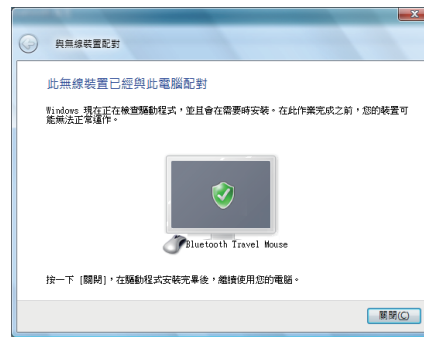 與無線裝置配對
此無線裝置已經與此電腦配對
Windows 現在正在檢查驅動程式，並且會在需要時安裝。在此作業完成之前，您的裝置可
能無法正常運作。
Bluetooth Travel Mouse
按一下 [關閉]，在驅動程式安裝完畢後，繼續使用您的電腦。
關閉(C)